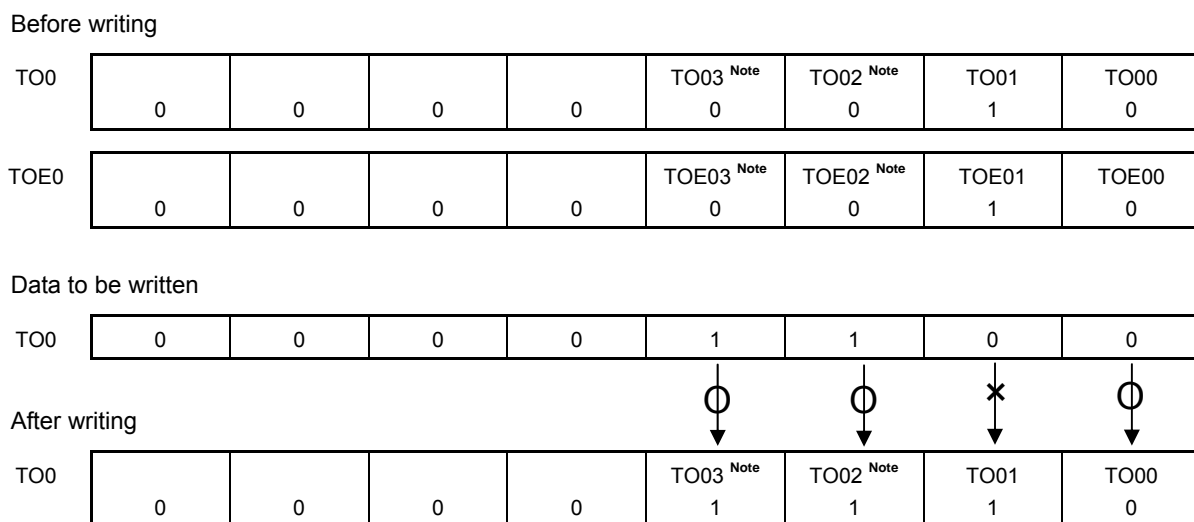 Before writing
TO0 TO03 Note TO02 Note TO01 TO00
0 0 0 0 0 0 1 0
TOE0 TOE03 Note TOE02 Note TOE01 TOE00
0 0 0 0 0 0 1 0
Data to be written
TO0 0 0 0 0 1 1 0 0
After writing
TO0 TO03 Note TO02 Note TO01 TO00
0 0 0 0 1 1 1 0